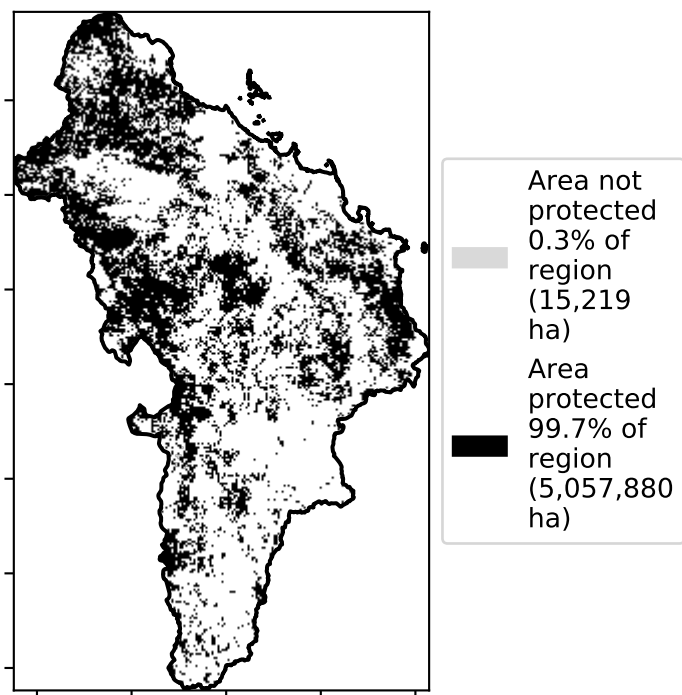 Area not
protected
0.3% of
region
(15,219
ha)
Area
protected
99.7% of
region
(5,057,880
ha)